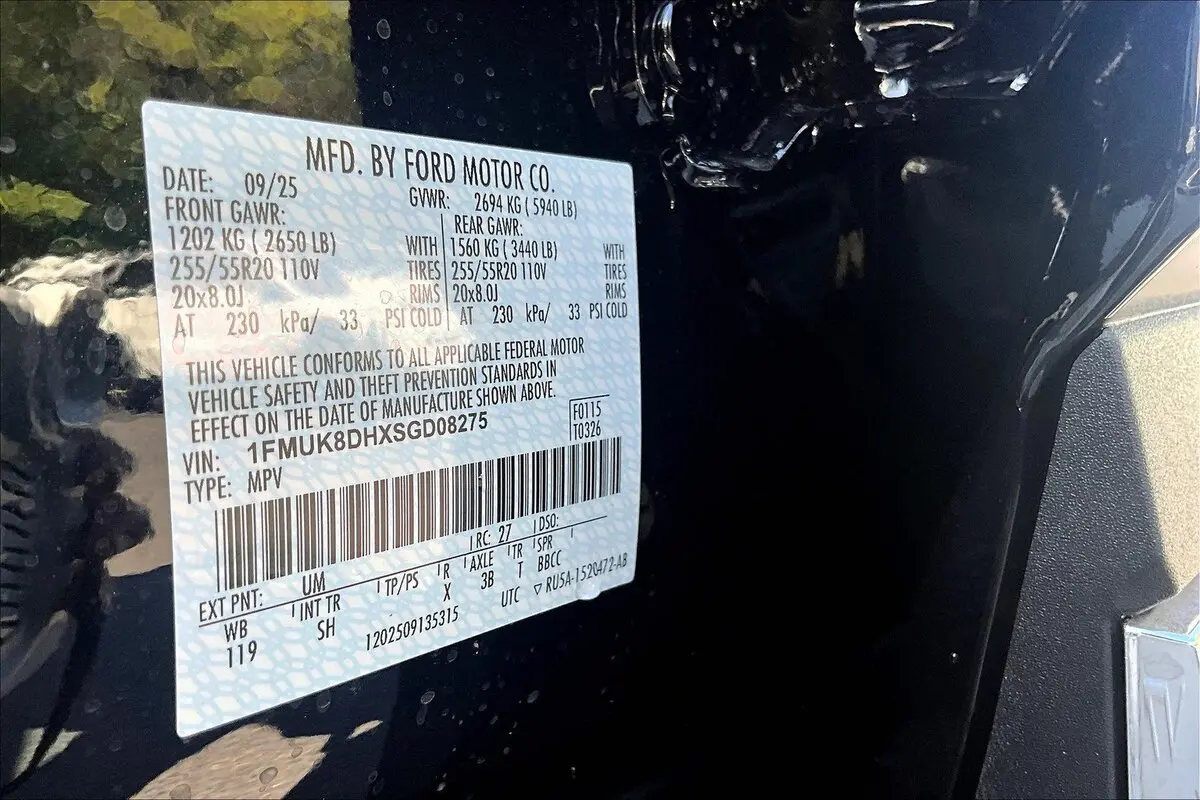 MFD. BY FORD MOTOR CO.
DATE: 09/25 GVWR: 2694 KG ( 5940 LB)
FRONT GAWR: REAR GAWR:
1202 KG ( 2650 LB) WITH 1560 KG ( 3440 LB) WITH
255/55R20 110V TIRES 255/55R20 110V TIRES
20x8.0J RIMS 20x8.0J RIMS
AT 230 kPa/ 33 PSI COLD AT 230 kPa/ 33 PSI COLD
THIS VEHICLE CONFORMS TO ALL APPLICABLE FEDERAL MOTOR
VEHICLE SAFETY AND THEFT PREVENTION STANDARDS IN
EFFECT ON THE DATE OF MANUFACTURE SHOWN ABOVE.
VIN: 1FMUK8DHXSGD08275 F0115
TYPE: MPV T0326
EXT PNT: UM RC: 27 DSO:
WB INT TR TP/PS R AXLE TR SPR
119 SH X 3B T BBCC
1202509135315 UTC ▽ RU5A-1520472-AB